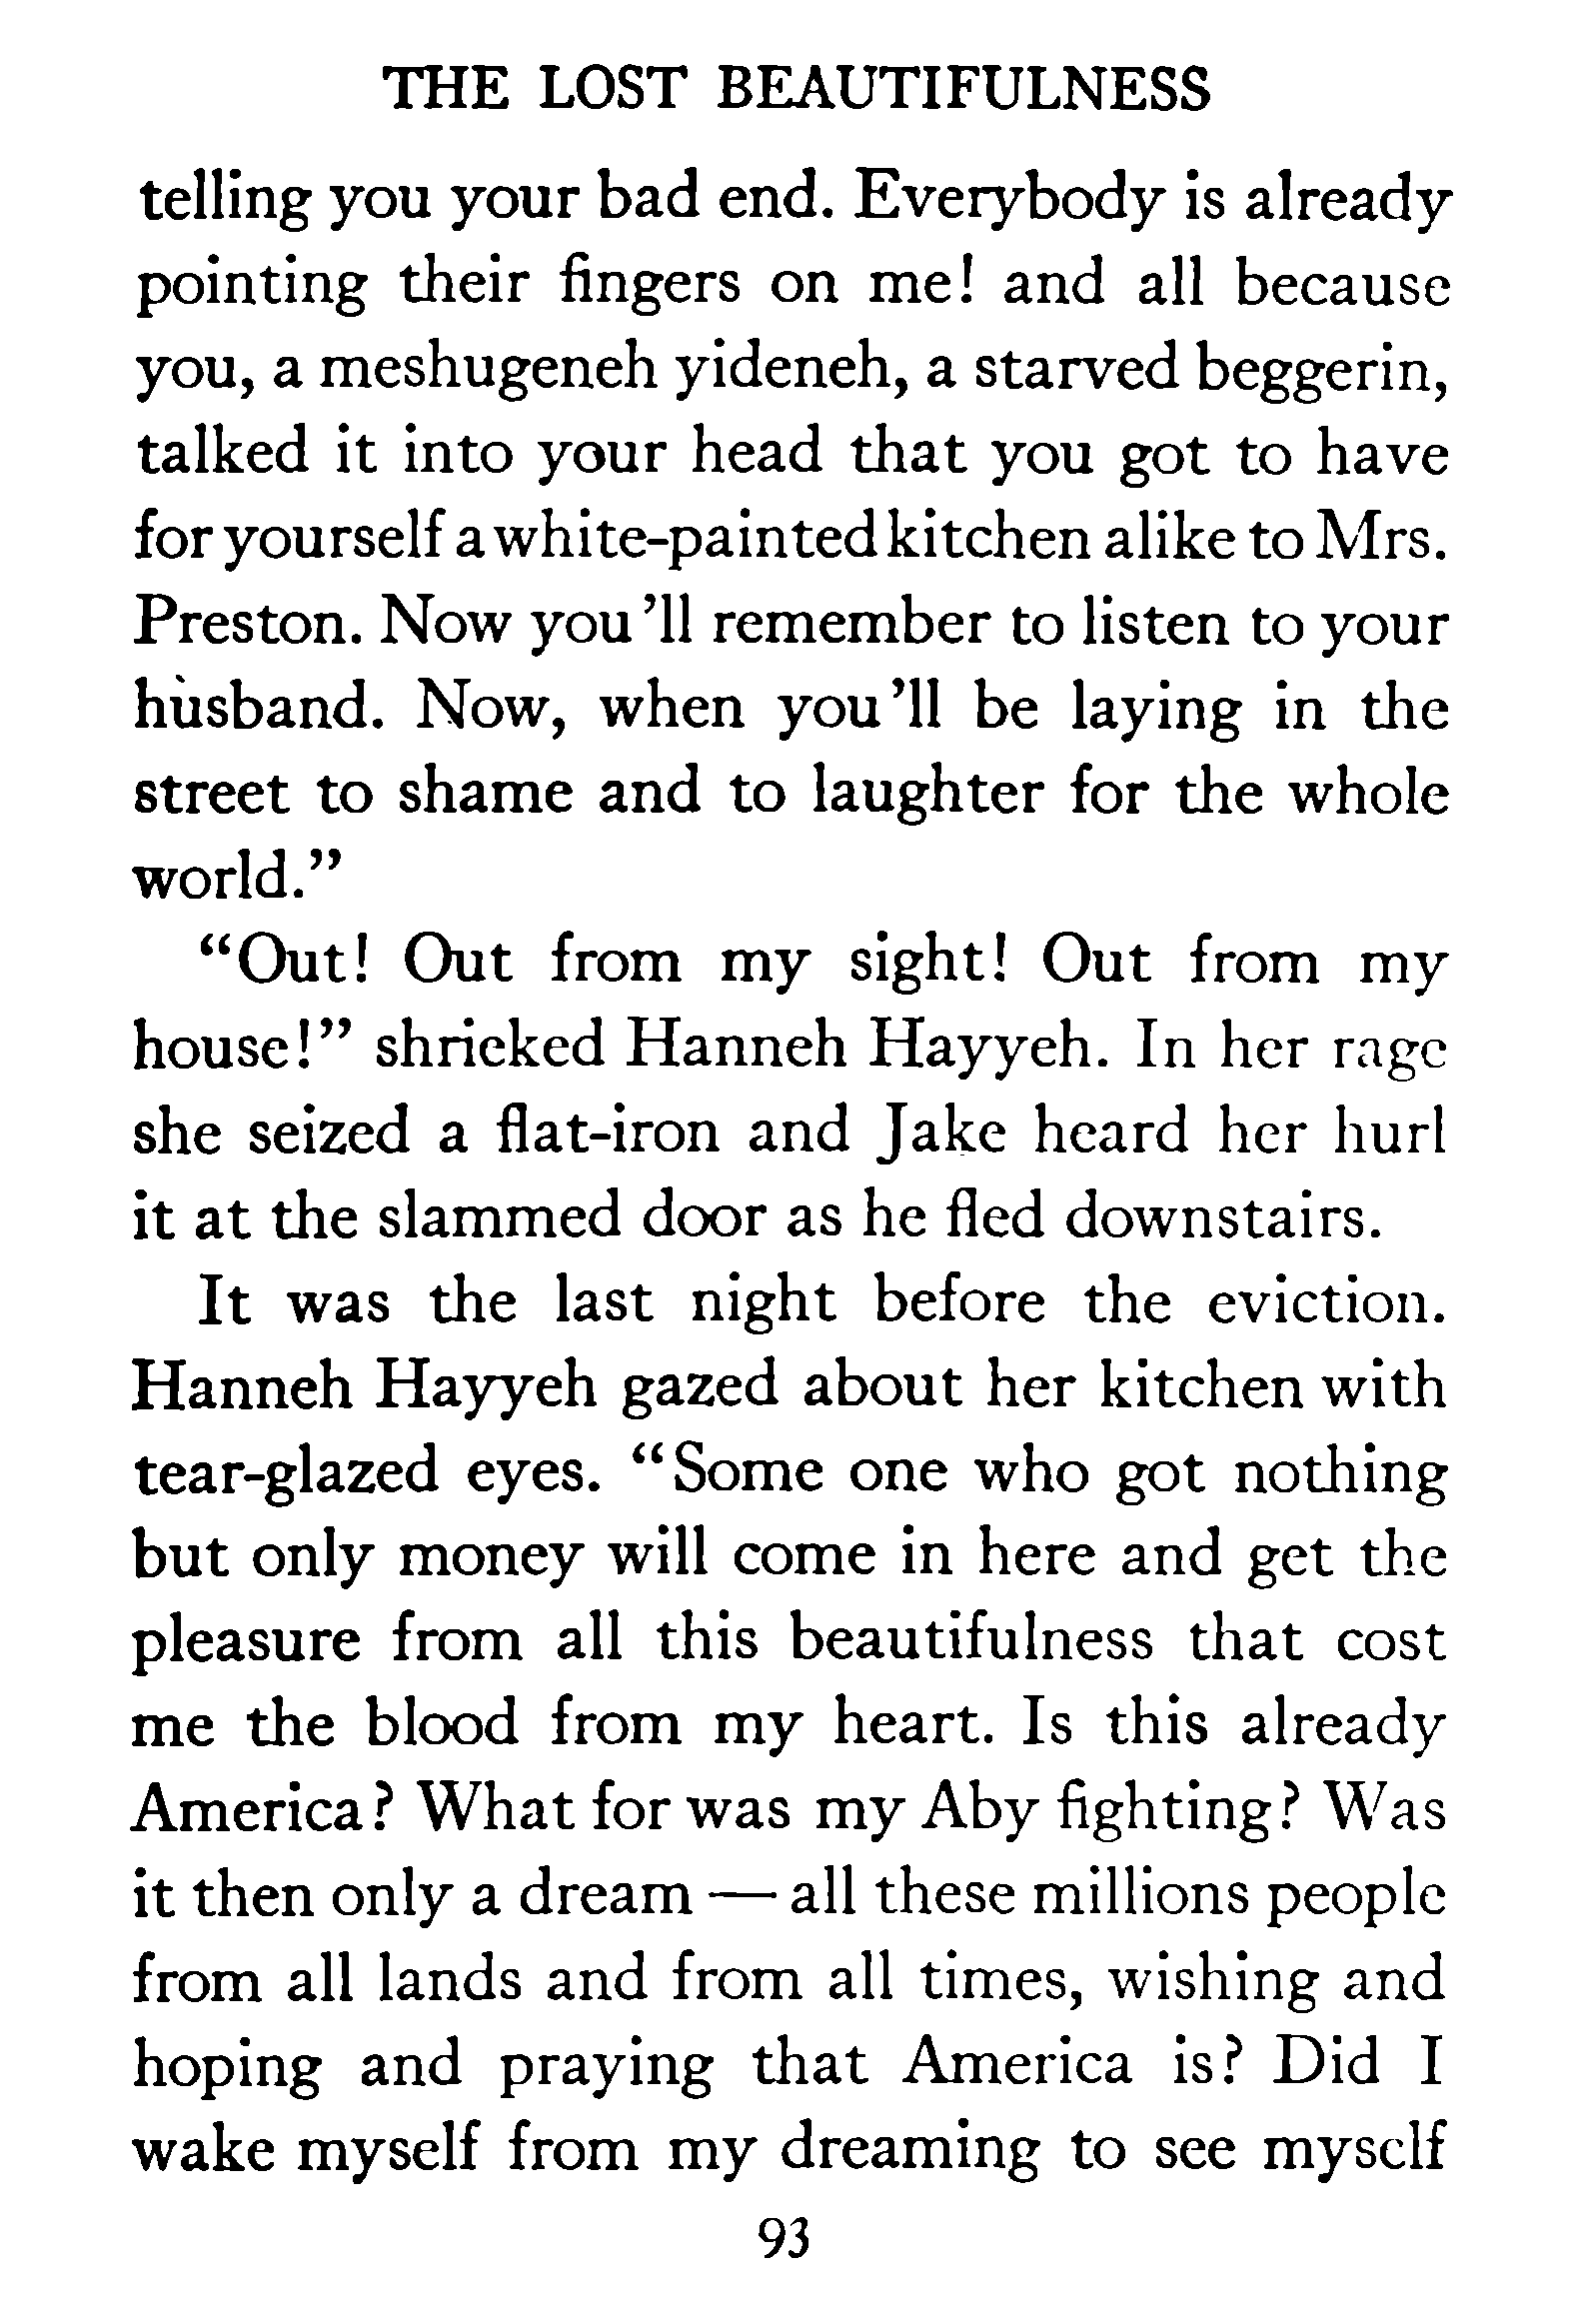 THE LOST BEAUTIFULNESS
telling you your bad end. Everybody is already
pointing their fingers on me! and all because
you, a meshugeneh yideneh, a starved beggerin,
talked it into your head that you got to have
for yourself a white-painted kitchen alike to Mrs.
Preston. Now you'll remember to listen to your
husband. Now, when you'll be laying in the
street to shame and to laughter for the whole
world."
"Out! Out from my sight! Out from my
house!" shrieked Hanneh Hayyeh. In her rage
she seized a flat-iron and Jake heard her hurl
it at the slammed door as he fled downstairs.
It was the last night before the eviction.
Hanneh Hayyeh gazed about her kitchen with
tear-glazed eyes. "Some one who got nothing
but only money will come in here and get the
pleasure from all this beautifulness that cost
me the blood from my heart. Is this already
America? What for was my Aby fighting? Was
it then only a dream — all these millions people
from all lands and from all times, wishing and
hoping and praying that America is? Did I
wake myself from my dreaming to see myself
93